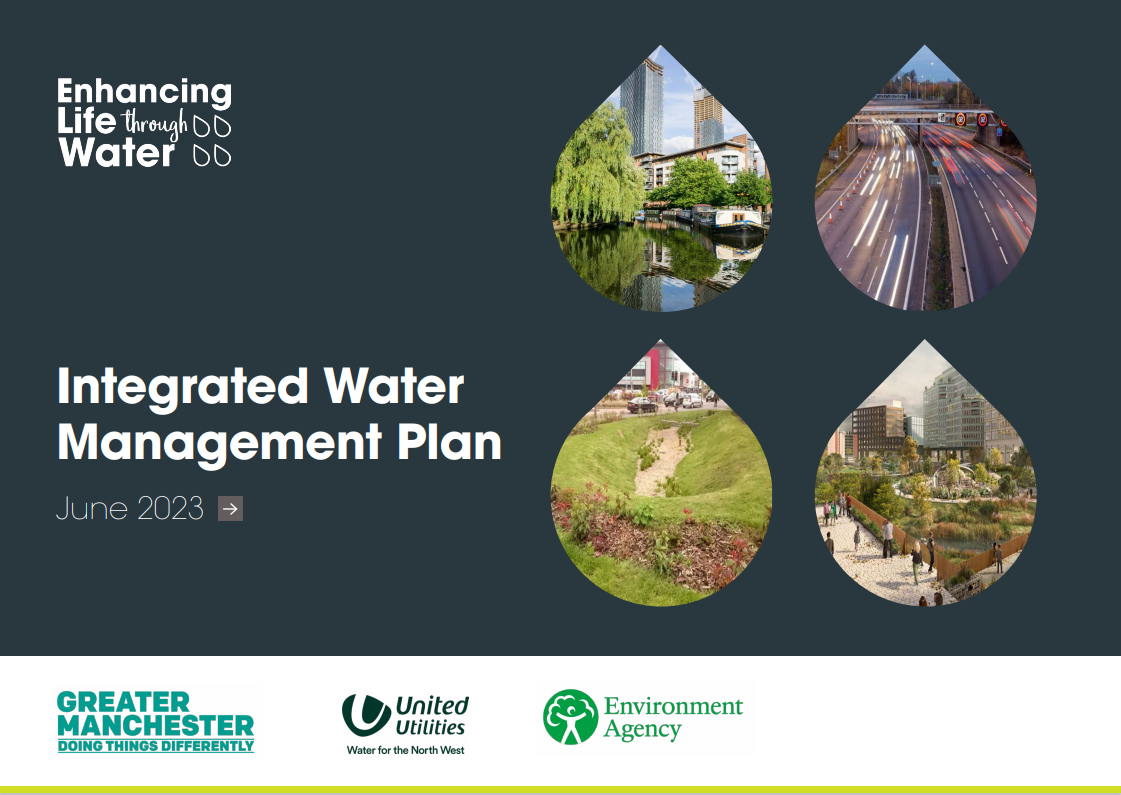 Enhancing
Life through
Water
Integrated Water
Management Plan
June 2023
GREATER
MANCHESTER
DOING THINGS DIFFERENTLY
United
Utilities
Water for the North West
Environment
Agency